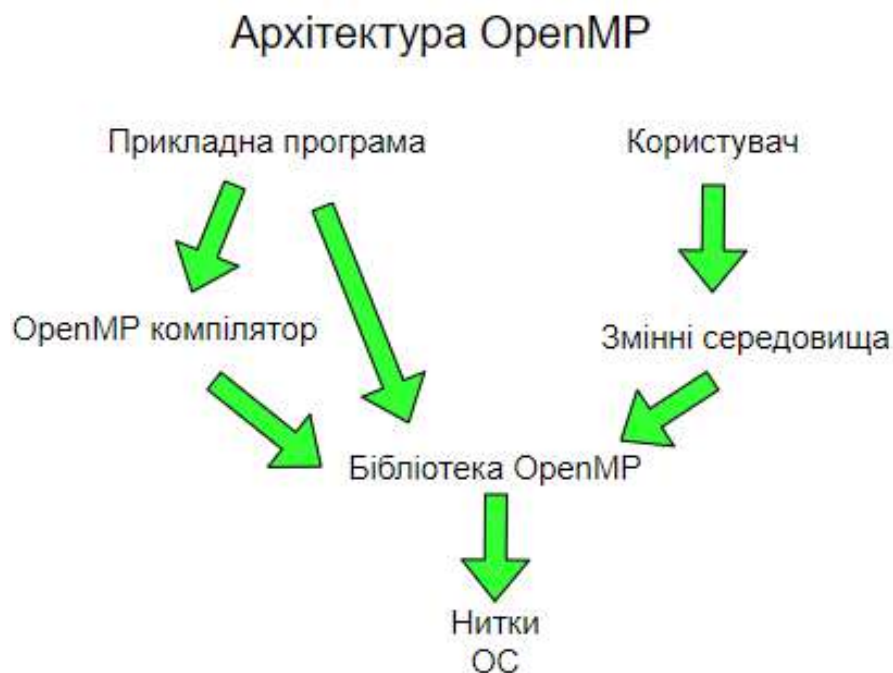 Архітектура OpenMP
Прикладна програма
Користувач
OpenMP компілятор
Змінні середовища
Бібліотека OpenMP
Нитки
ОС